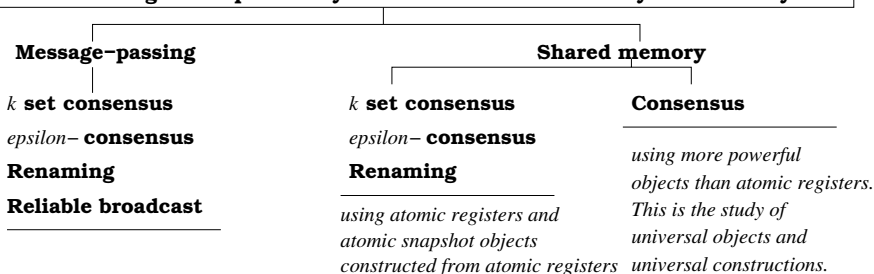 Message−passing
Shared memory
k set consensus
epsilon− consensus
Renaming
Reliable broadcast
k set consensus
epsilon− consensus
Renaming
using atomic registers and
atomic snapshot objects
constructed from atomic registers
Consensus
using more powerful
objects than atomic registers.
This is the study of
universal objects and
universal constructions.